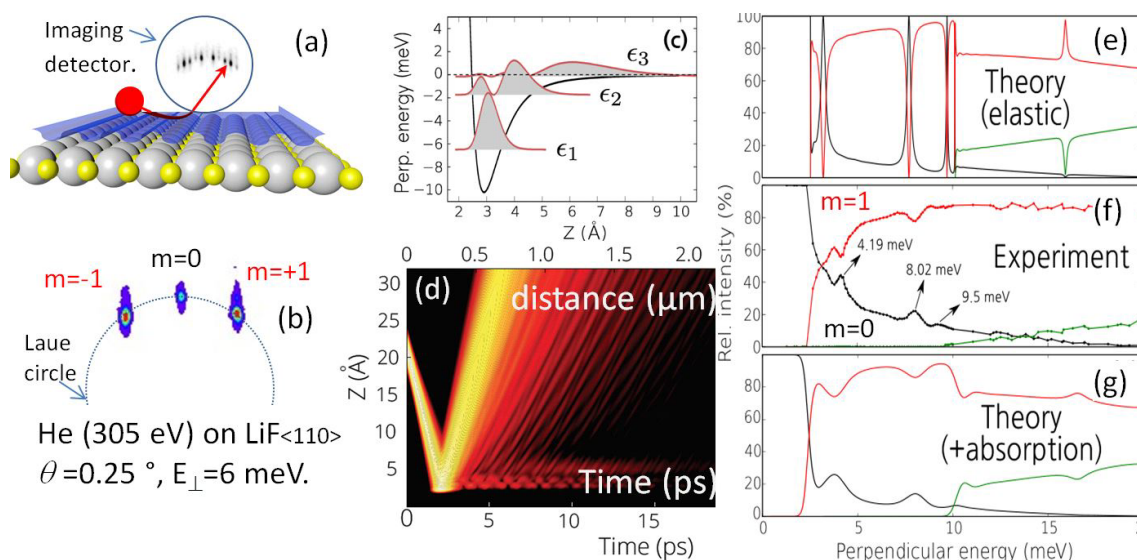 Imaging
detector.
(a)
m=-1
m=0
m=+1
(b)
Laue
circle
He (305 eV) on LiF<110>
θ=0.25 °, E⊥=6 meV.
(c)
Perp. energy (meV)
4
2
0
−2
−4
−6
−8
−10
ϵ3
ϵ2
ϵ1
2 3 4 5 6 7 8 9 10
Z (Å)
0 0.5 1.0 1.5 2.0
(d)
distance (μm)
Z (Å)
30
25
20
15
10
5
Time (ps)
0 5 10 15
Time (ps)
Rel. intensity (%)
100
80
60
40
20
0
(e)
Theory
(elastic)
80
60
40
20
0
m=1
(f)
4.19 meV
Experiment
8.02 meV
9.5 meV
m=0
80
60
40
20
0
(g)
Theory
(+absorption)
0 5 10 15
Perpendicular energy (meV)